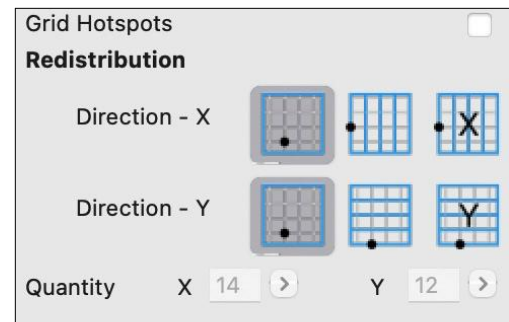 Grid Hotspots
Redistribution
Direction - X
X
Direction - Y
Y
Quantity X 14 > Y 12 >